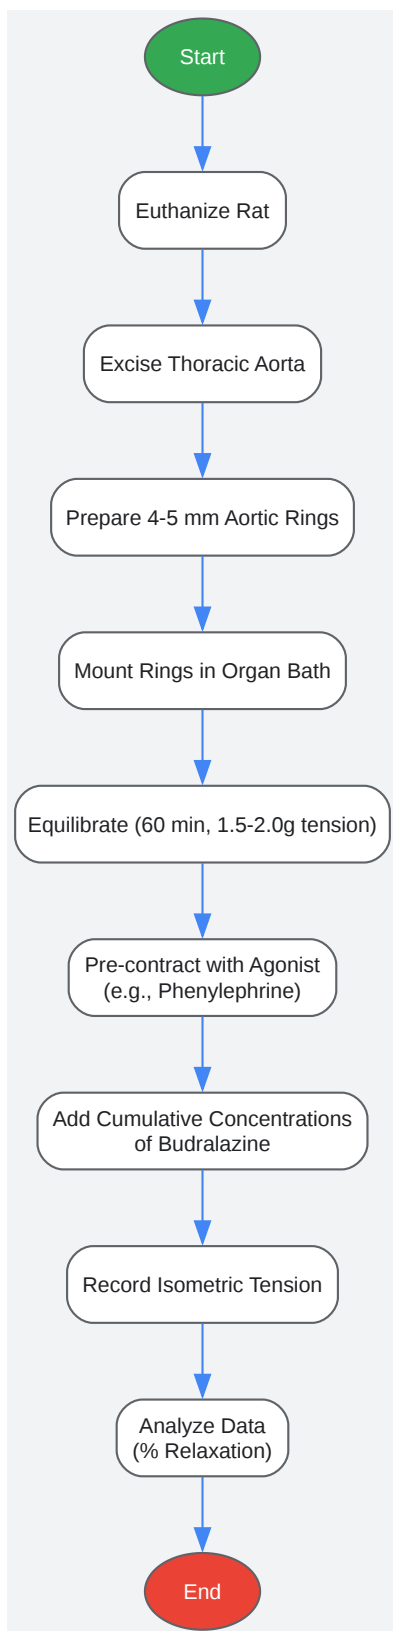 Start
Euthanize Rat
Excise Thoracic Aorta
Prepare 4-5 mm Aortic Rings
Mount Rings in Organ Bath
Equilibrate (60 min, 1.5-2.0g tension)
Pre-contract with Agonist
(e.g., Phenylephrine)
Add Cumulative Concentrations
of Budralazine
Record Isometric Tension
Analyze Data
(% Relaxation)
End